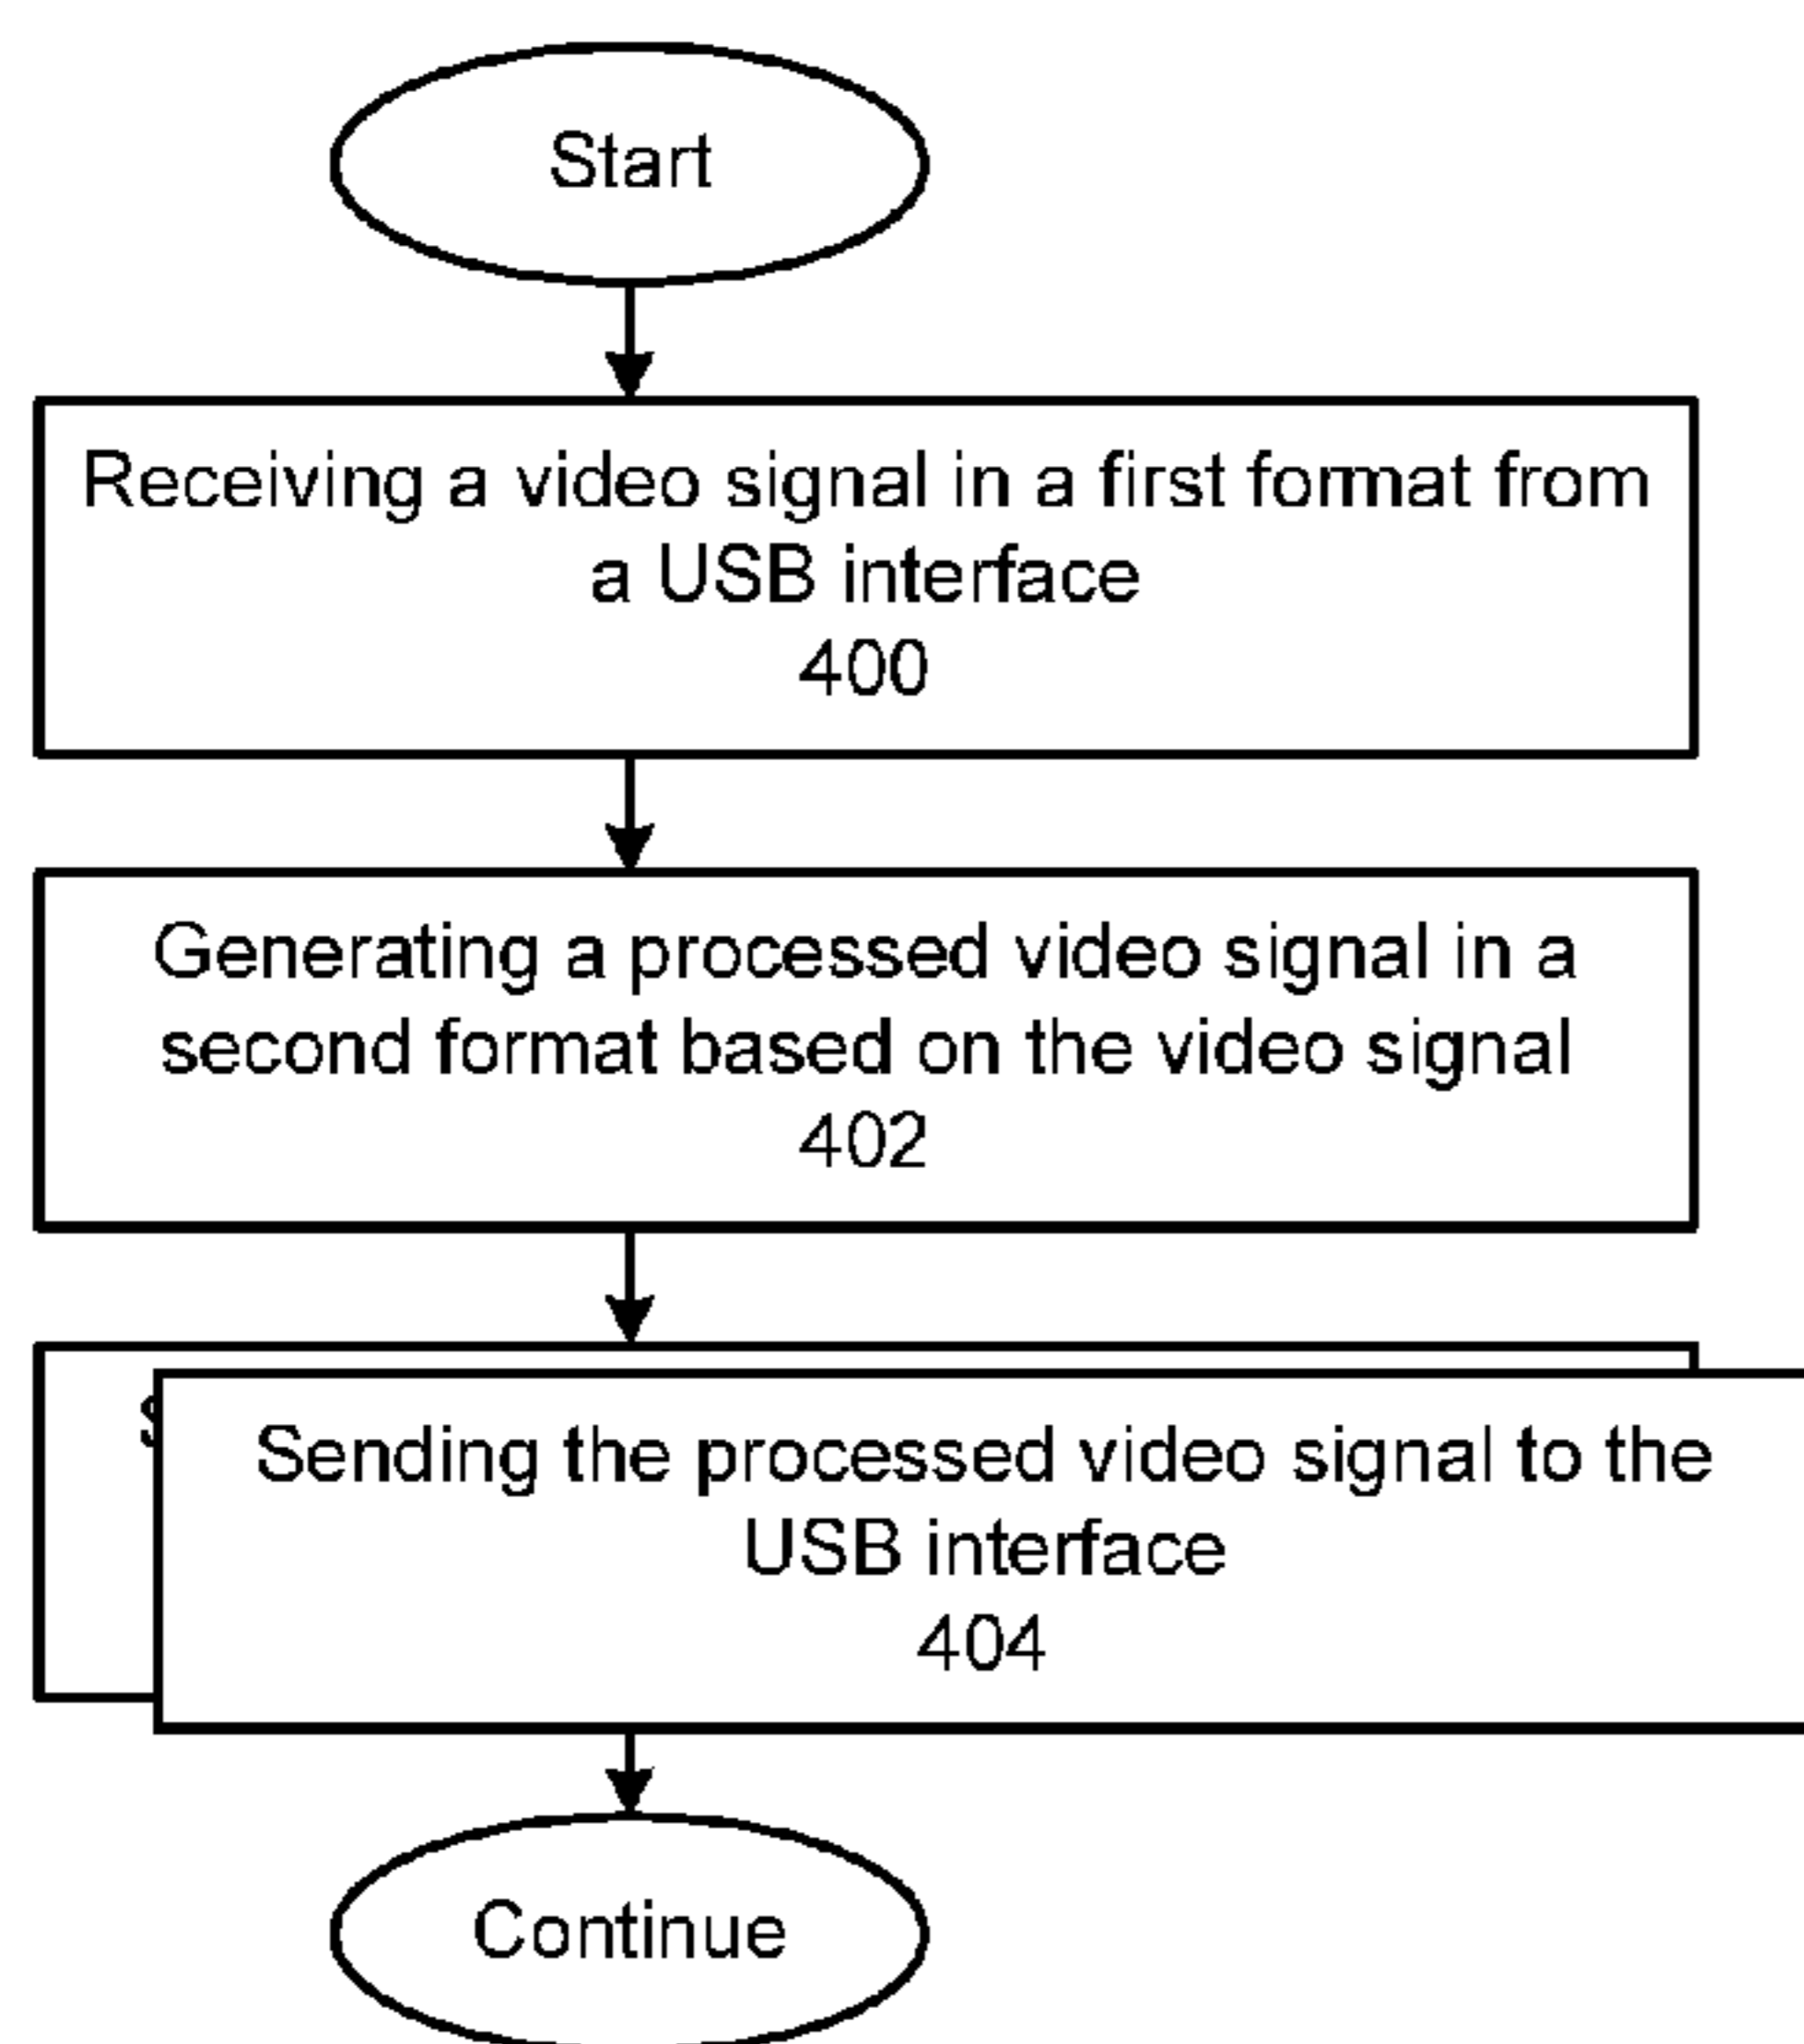 Start
Receiving a video signal in a first format from
a USB interface
400
Generating a processed video signal in a
second format based on the video signal
402
Sending the processed video signal to the
USB interface
404
Continue